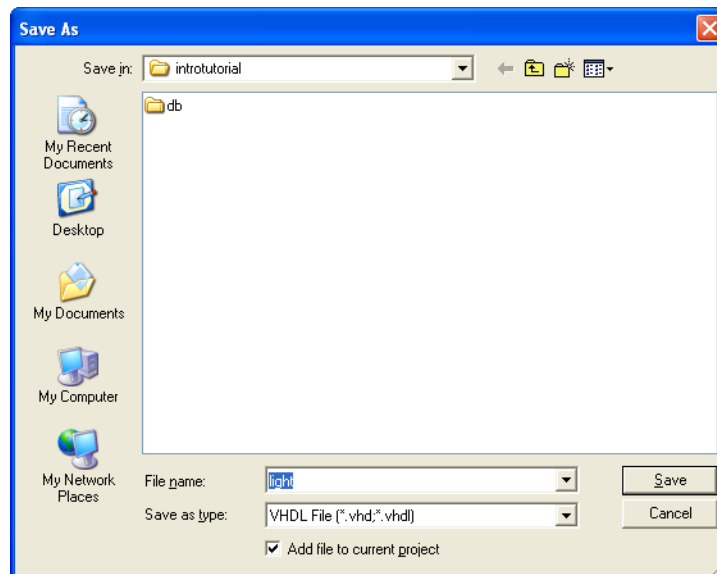 Save As
Save in:
introtutorial
db
My Recent
Documents
Desktop
My Documents
My Computer
My Network
Places
File name:
light
Save
Save as type:
VHDL File (*.vhd;*.vhdl)
Cancel
Add file to current project